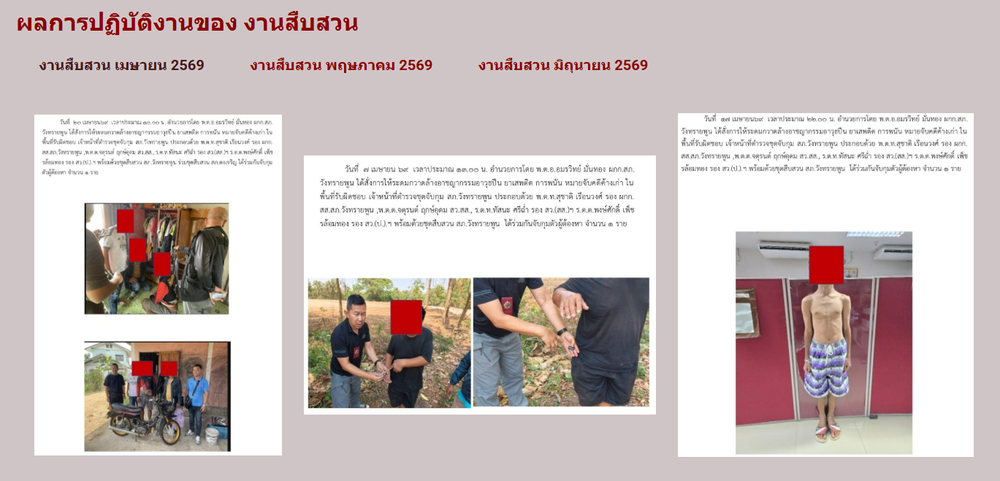 ผลการปฏิบัติงานของ งานสืบสวน
งานสืบสวน เมษายน 2569
งานสืบสวน พฤษภาคม 2569
งานสืบสวน มิถุนายน 2569
วันที่ ๒๐ เมษายน๖๙ เวลาประมาณ ๑๐.๐๐ น. อำนวยการโดย พ.ต.อ.อมรวิทย์ มั่นทอง ผกก.สภ.
วังทรายพูน ได้สั่งการให้ระดมกวาดล้างอาชญากรรมอาวุธปืน ยาเสพติด การพนัน หมายจับคดีค้างเก่า ใน
พื้นที่รับผิดชอบ เจ้าหน้าที่ตำรวจชุดจับกุม สภ.วังทรายพูน ประกอบด้วย พ.ต.ท.สุชาติ เรือนวงศ์ รอง ผกก.
สส.สภ.วังทรายพูน ,พ.ต.ต.จตุรนต์ ฤกษ์อุดม สว.สส., ร.ต.ท.ทัสนะ ศรีฉ่ำ รอง สว.(สส.)ฯ ร.ต.ต.พงษ์ศักดิ์ เพ็ช
รล้อมทอง รอง สว.(ป.).ฯ พร้อมด้วยชุดสืบสวน สภ.วังทรายพูน ร่วมชุดสืบสวน สภ.ดงเจริญ ได้ร่วมกันจับกุม
ตัวผู้ต้องหา จำนวน ๑ ราย
วันที่ ๗ เมษายน ๖๙ เวลาประมาณ ๑๓.๐๐ น. อำนวยการโดย พ.ต.อ.อมรวิทย์ มั่นทอง ผกก.สภ.
วังทรายพูน ได้สั่งการให้ระดมกวาดล้างอาชญากรรมอาวุธปืน ยาเสพติด การพนัน หมายจับคดีค้างเก่า ใน
พื้นที่รับผิดชอบ เจ้าหน้าที่ตำรวจชุดจับกุม สภ.วังทรายพูน ประกอบด้วย พ.ต.ท.สุชาติ เรือนวงศ์ รอง ผกก.
สส.สภ.วังทรายพูน ,พ.ต.ต.จตุรนต์ ฤกษ์อุดม สว.สส., ร.ต.ท.ทัสนะ ศรีฉ่ำ รอง สว.(สส.)ฯ ร.ต.ต.พงษ์ศักดิ์ เพ็ช
รล้อมทอง รอง สว.(ป.).ฯ พร้อมด้วยชุดสืบสวน สภ.วังทรายพูน ได้ร่วมกันจับกุมตัวผู้ต้องหา จำนวน ๑ ราย
วันที่ ๑๗ เมษายน๖๙ เวลาประมาณ ๒๒.๐๐ น. อำนวยการโดย พ.ต.อ.อมรวิทย์ มั่นทอง ผกก.สภ.
วังทรายพูน ได้สั่งการให้ระดมกวาดล้างอาชญากรรมอาวุธปืน ยาเสพติด การพนัน หมายจับคดีค้างเก่า ใน
พื้นที่รับผิดชอบ เจ้าหน้าที่ตำรวจชุดจับกุม สภ.วังทรายพูน ประกอบด้วย พ.ต.ท.สุชาติ เรือนวงศ์ รอง ผกก.
สส.สภ.วังทรายพูน ,พ.ต.ต.จตุรนต์ ฤกษ์อุดม สว.สส., ร.ต.ท.ทัสนะ ศรีฉ่ำ รอง สว.(สส.)ฯ ร.ต.ต.พงษ์ศักดิ์ เพ็ช
รล้อมทอง รอง สว.(ป.).ฯ พร้อมด้วยชุดสืบสวน สภ.วังทรายพูน ได้ร่วมกันจับกุมตัวผู้ต้องหา จำนวน ๑ ราย